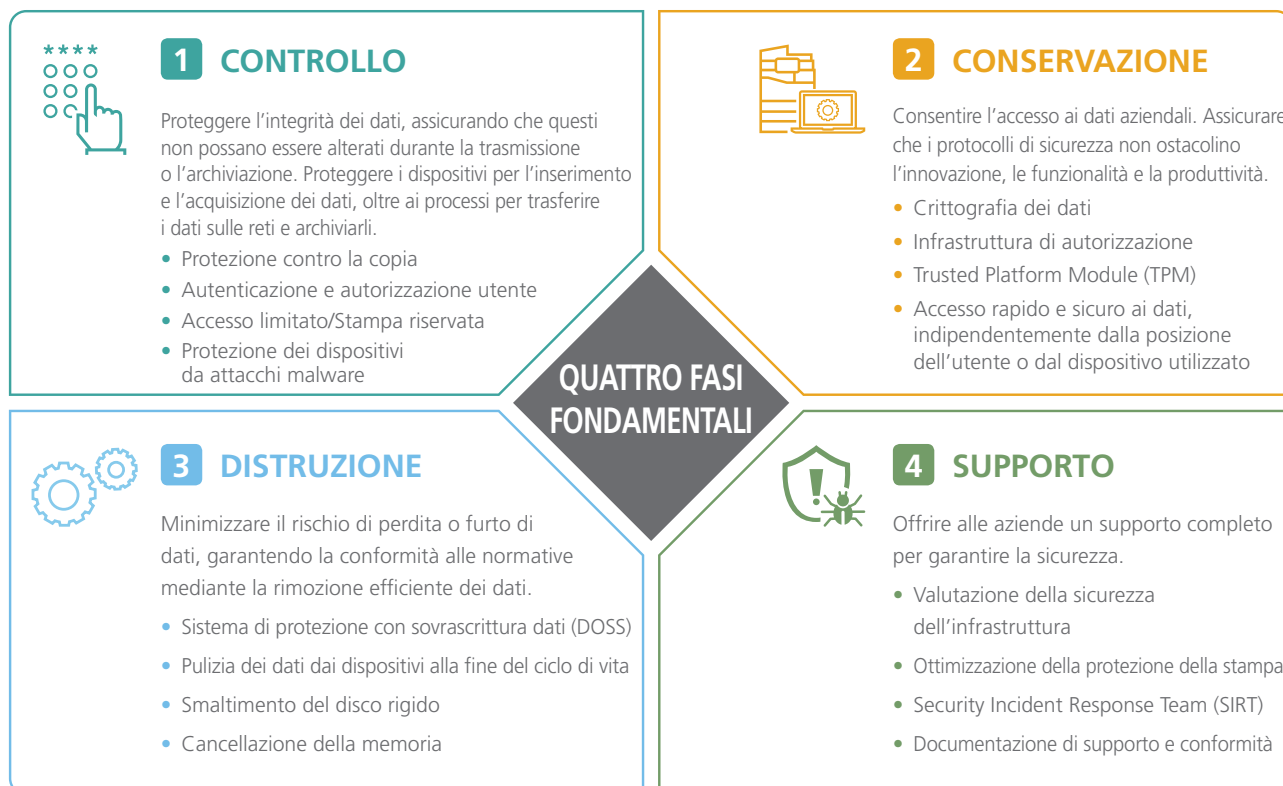 ****
1 CONTROLLO
Proteggere l'integrità dei dati, assicurando che questi
non possano essere alterati durante la trasmissione
o l'archiviazione. Proteggere i dispositivi per l'inserimento
e l'acquisizione dei dati, oltre ai processi per trasferire
i dati sulle reti e archiviarli.
• Protezione contro la copia
• Autenticazione e autorizzazione utente
• Accesso limitato/Stampa riservata
• Protezione dei dispositivi
da attacchi malware
2 CONSERVAZIONE
Consentire l'accesso ai dati aziendali. Assicurare
che i protocolli di sicurezza non ostacolino
l'innovazione, le funzionalità e la produttività.
• Crittografia dei dati
• Infrastruttura di autorizzazione
• Trusted Platform Module (TPM)
• Accesso rapido e sicuro ai dati,
indipendentemente dalla posizione
dell'utente o dal dispositivo utilizzato
QUATTRO FASI
FONDAMENTALI
3 DISTRUZIONE
Minimizzare il rischio di perdita o furto di
dati, garantendo la conformità alle normative
mediante la rimozione efficiente dei dati.
• Sistema di protezione con sovrascrittura dati (DOSS)
• Pulizia dei dati dai dispositivi alla fine del ciclo di vita
• Smaltimento del disco rigido
• Cancellazione della memoria
4 SUPPORTO
Offrire alle aziende un supporto completo
per garantire la sicurezza.
• Valutazione della sicurezza
dell'infrastruttura
• Ottimizzazione della protezione della stampa
• Security Incident Response Team (SIRT)
• Documentazione di supporto e conformità